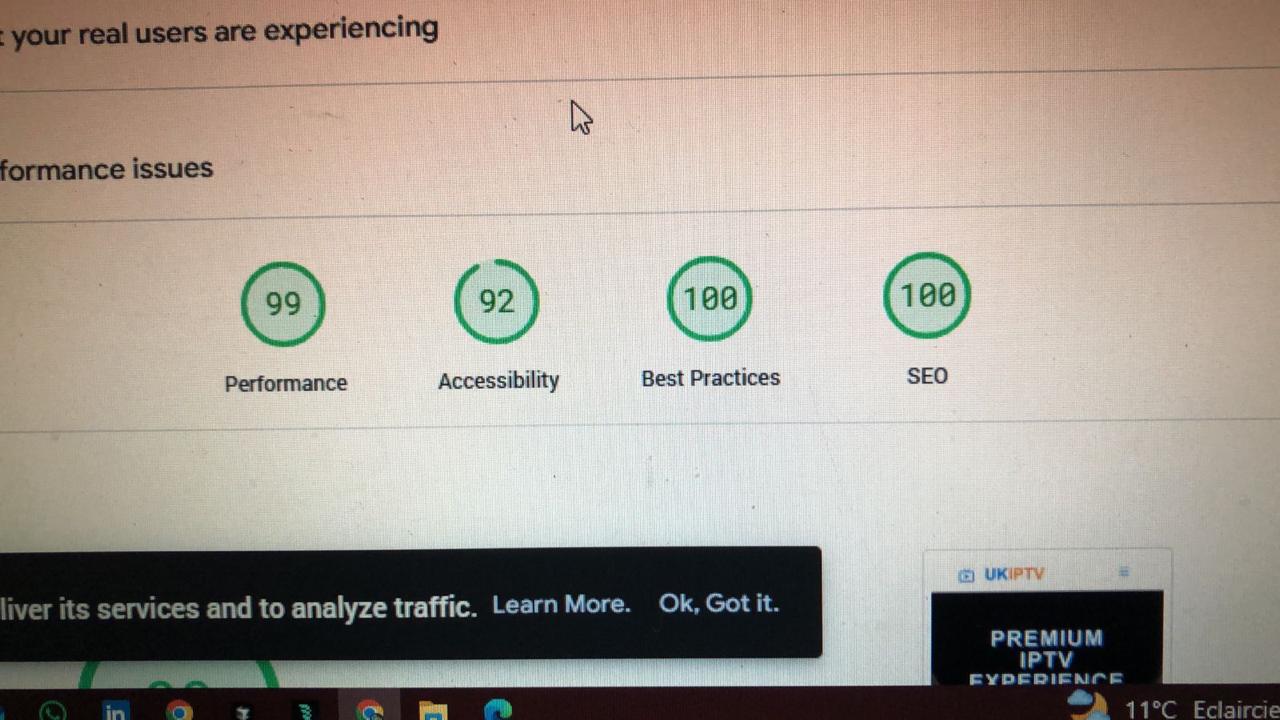 your real users are experiencing
formance issues
99
92
100
100
Performance
Accessibility
Best Practices
SEO
liver its services and to analyze traffic. Learn More. Ok, Got it.
UKIPTV
PREMIUM
IPTV
EXPERIENCE
in
11°C Eclaircie